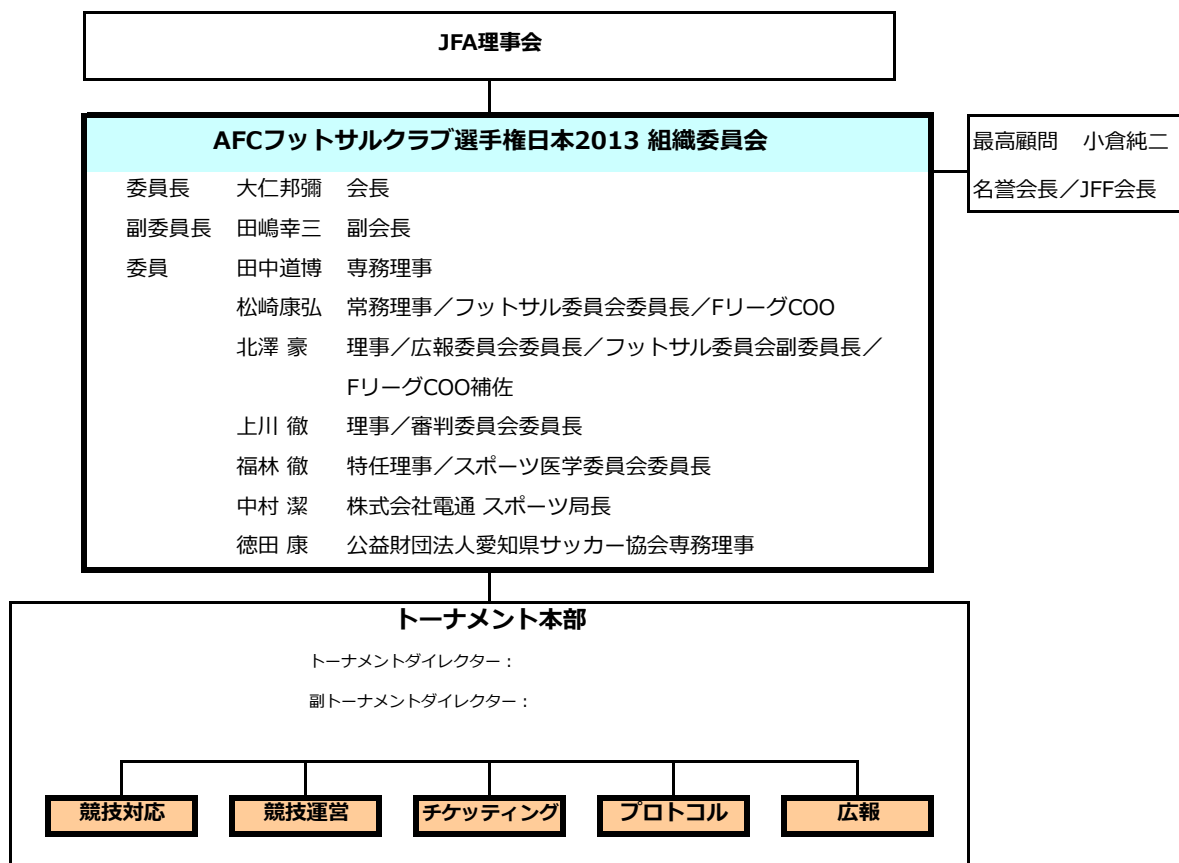 JFA理事会
AFCフットサルクラブ選手権日本2013 組織委員会
最高顧問 小倉純二
名誉会長／JFF会長
委員長 大仁邦彌 会長
副委員長 田嶋幸三 副会長
委員 田中道博 専務理事
松崎康弘 常務理事／フットサル委員会委員長／FリーグCOO
北澤 豪 理事／広報委員会委員長／フットサル委員会副委員長／
FリーグCOO補佐
上川 徹 理事／審判委員会委員長
福林 徹 特任理事／スポーツ医学委員会委員長
中村 潔 株式会社電通 スポーツ局長
徳田 康 公益財団法人愛知県サッカー協会専務理事
トーナメント本部
トーナメントダイレクター：
副トーナメントダイレクター：
競技対応 競技運営 チケッティング プロトコル 広報